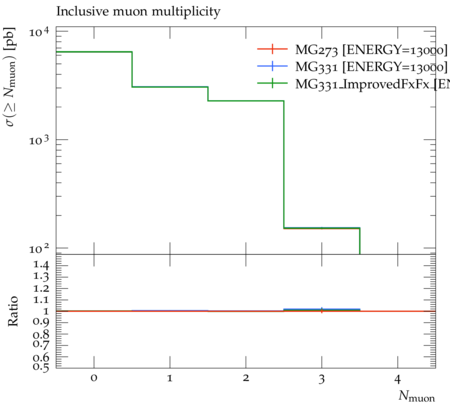 Inclusive muon multiplicity
σ(≥ Nmuon) [pb]
10⁴
10³
10²
MG273 [ENERGY=13000]
MG331 [ENERGY=13000]
MG331_ImprovedFxFx [EN
Ratio
1.4
1.3
1.2
1.1
1
0.9
0.8
0.7
0.6
0.5
0 1 2 3 4
Nmuon